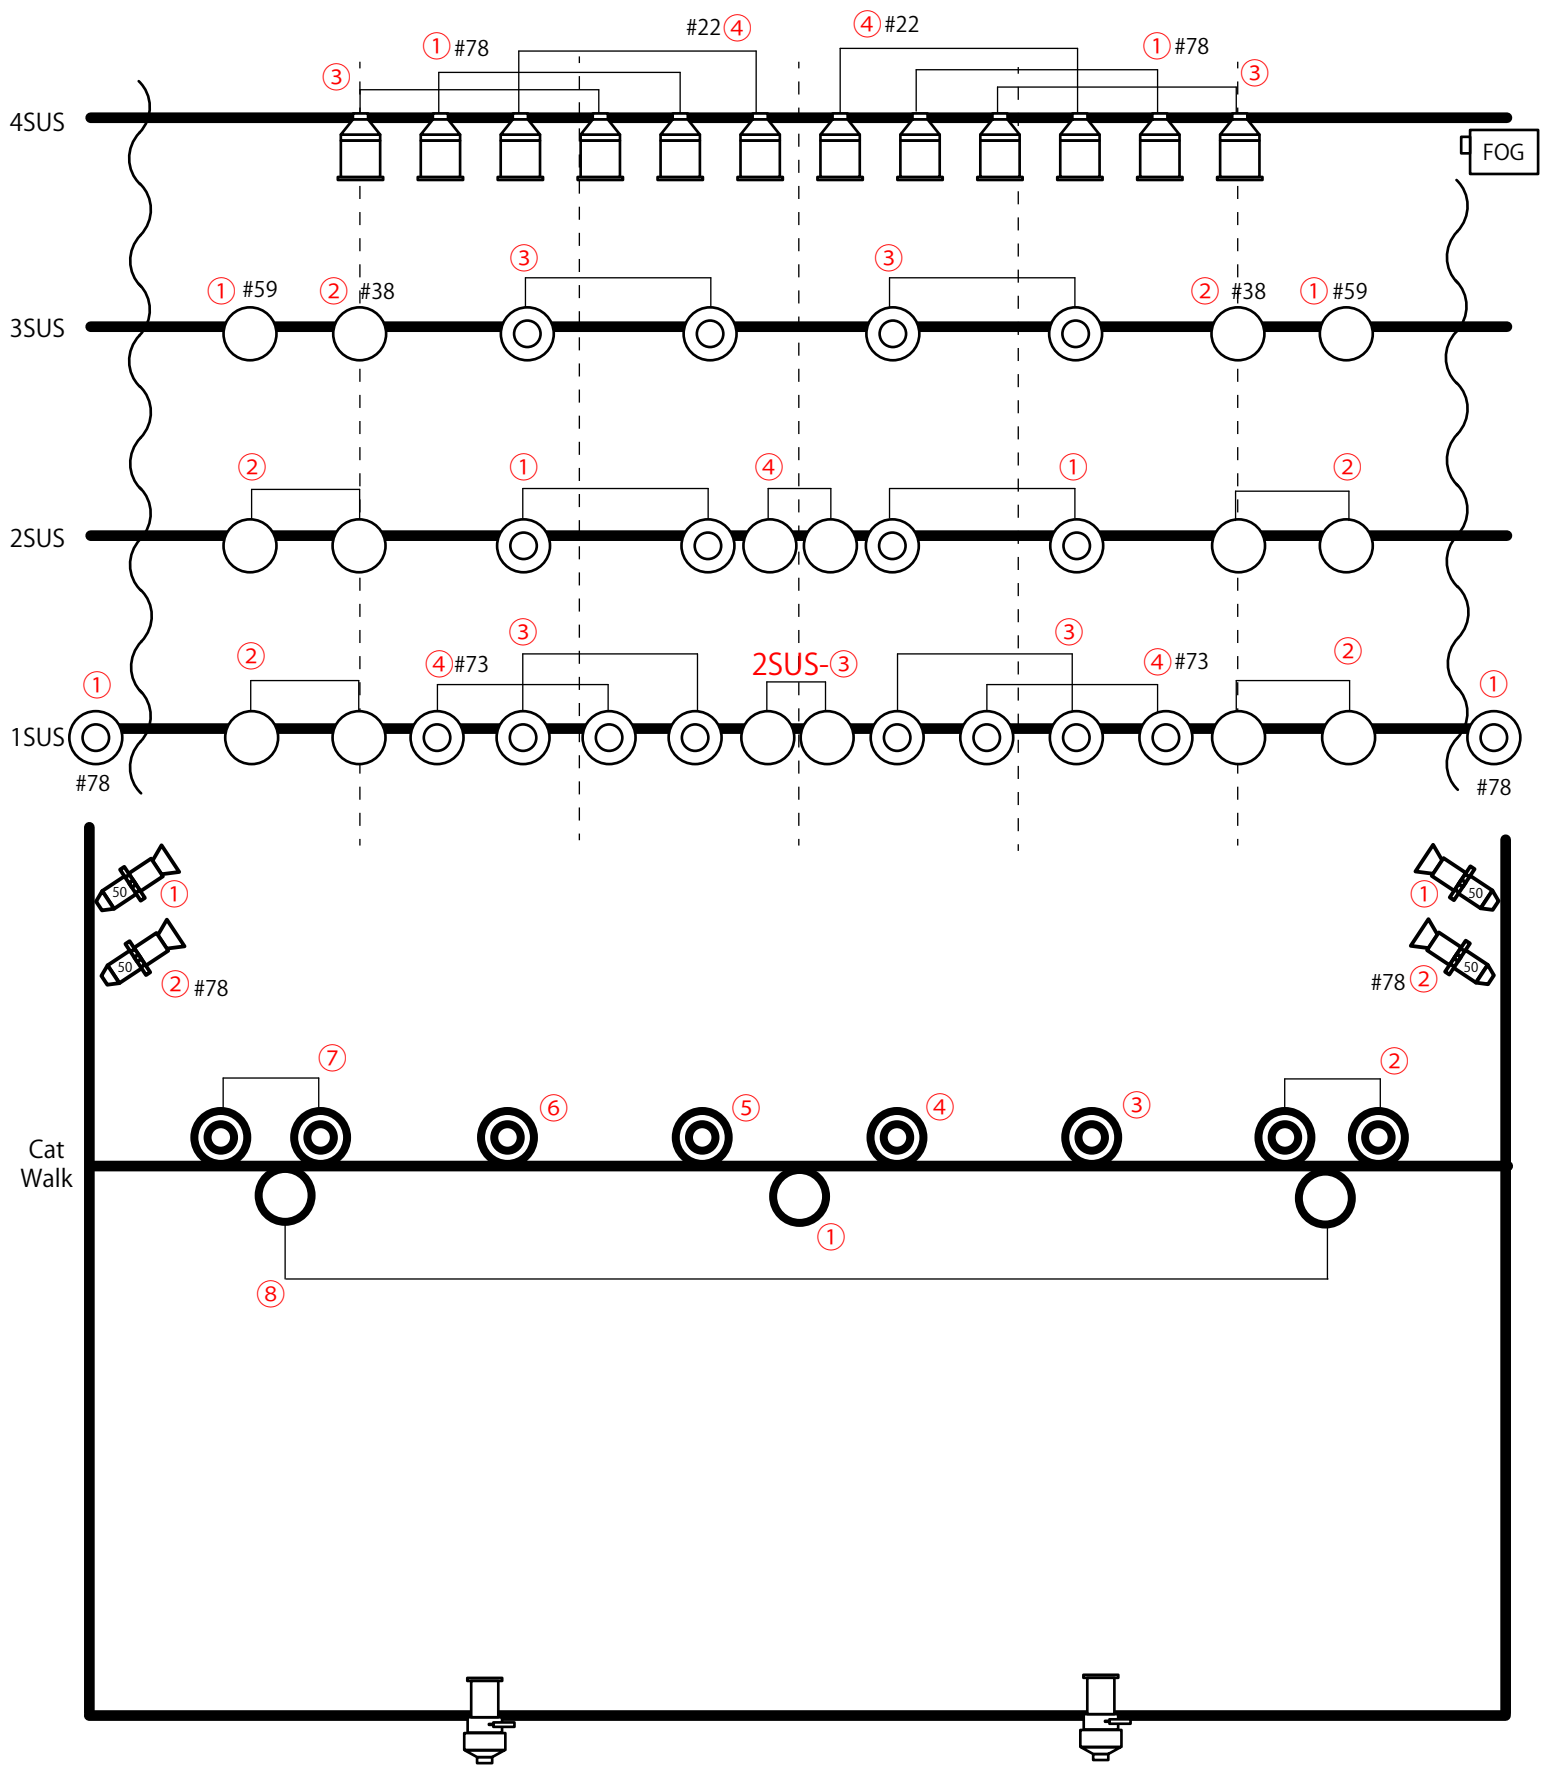 #22④ ④#22
①#78 ①#78
③ ③
4SUS
FOG
③ ③
①#59 ②#38 ②#38 ①#59
3SUS
② ① ④ ① ②
2SUS
③ ③
② ④#73 2SUS-③ ④#73 ②
① ①
1SUS
#78 #78
50 ① ① 50
50 ②#78 #78② 50
⑦ ②
⑥ ⑤ ④ ③
Cat
Walk
①
⑧